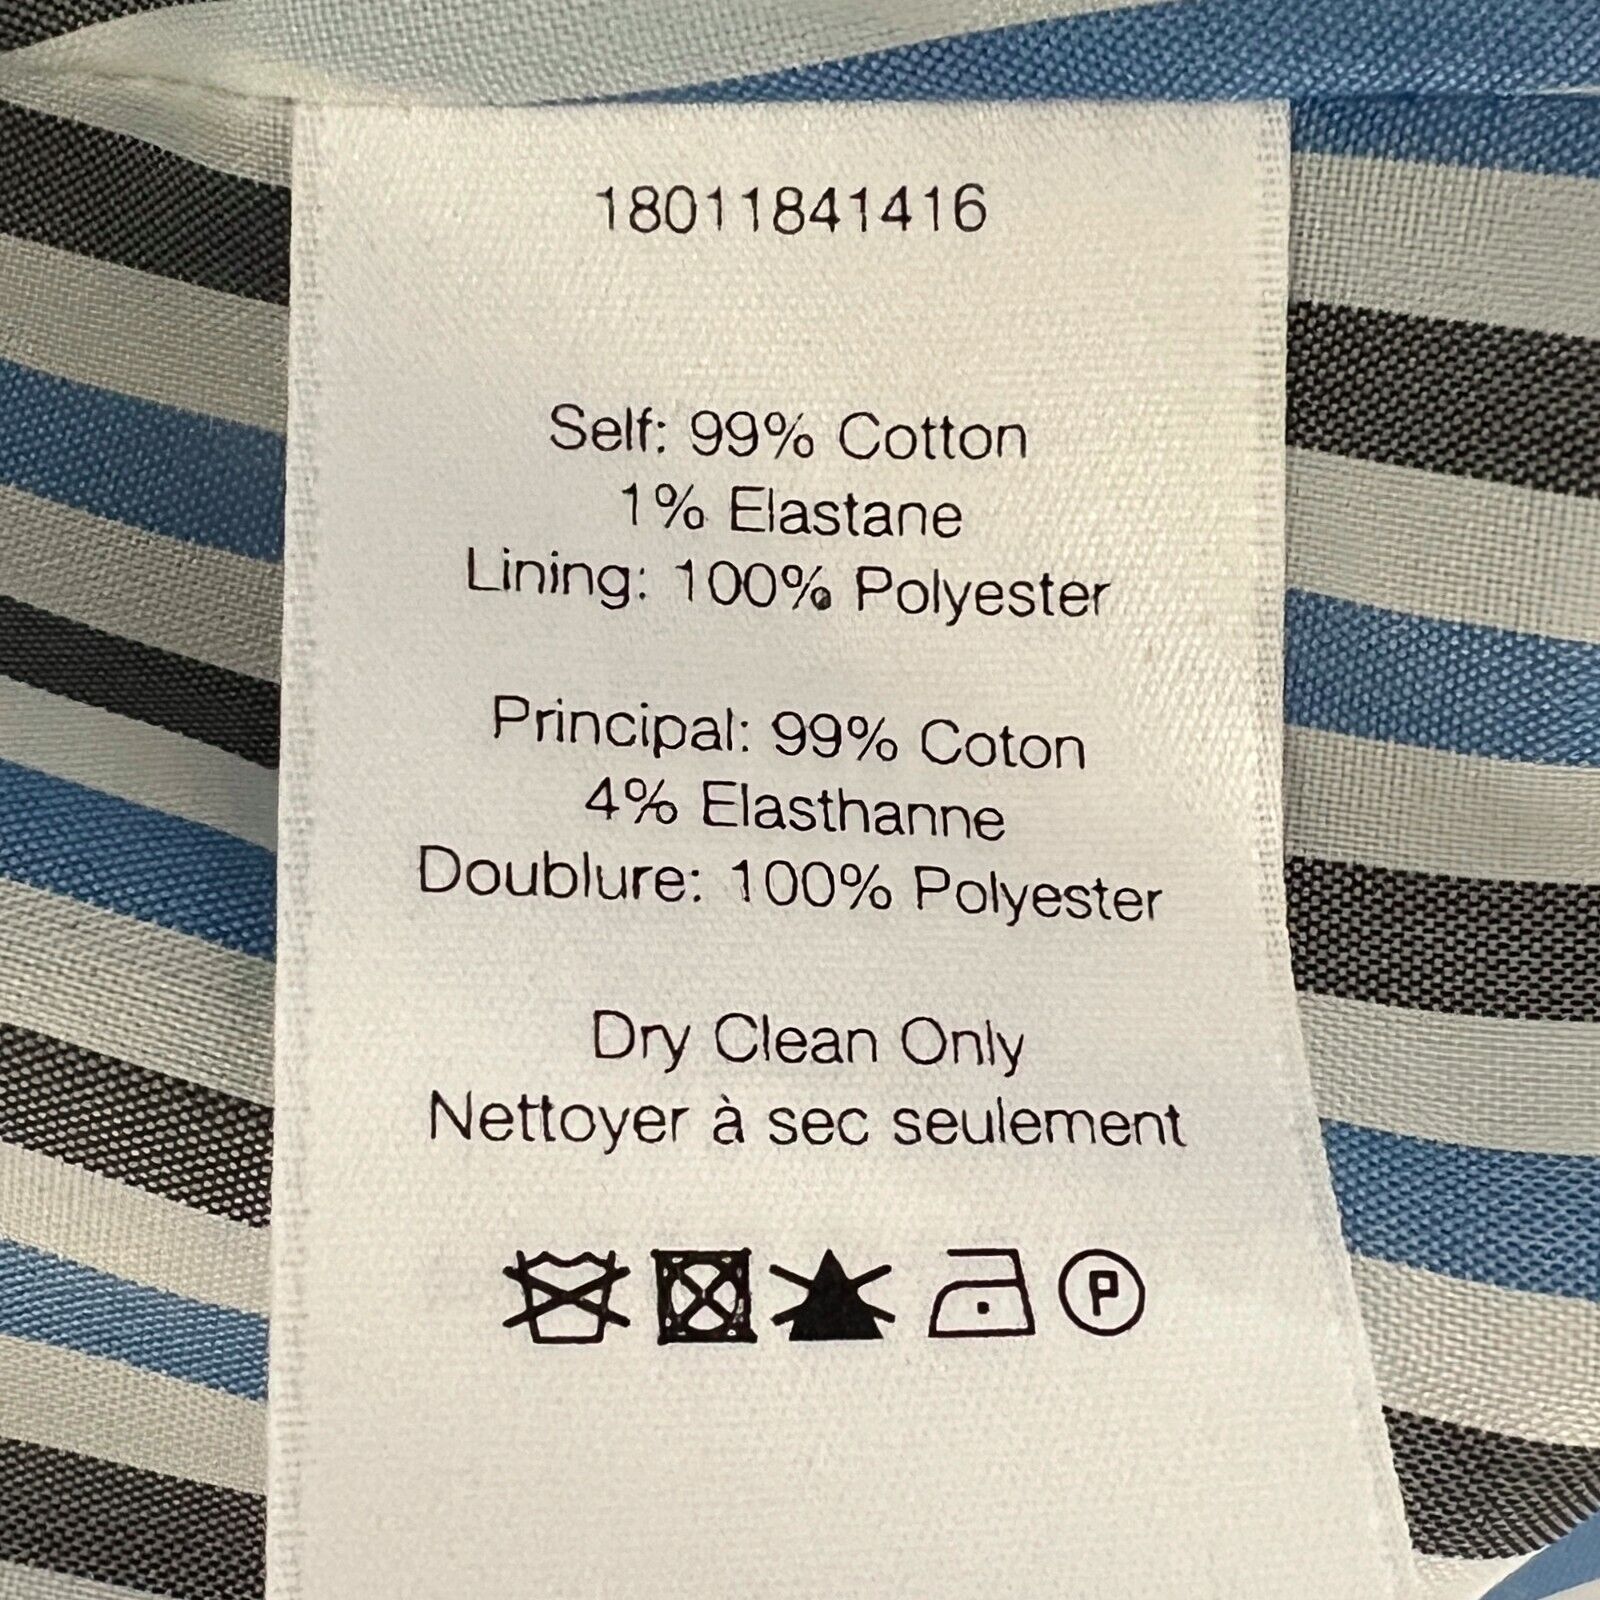 18011841416
Self: 99% Cotton
1% Elastane
Lining: 100% Polyester
Principal: 99% Coton
4% Elasthanne
Doublure: 100% Polyester
Dry Clean Only
Nettoyer à sec seulement
P